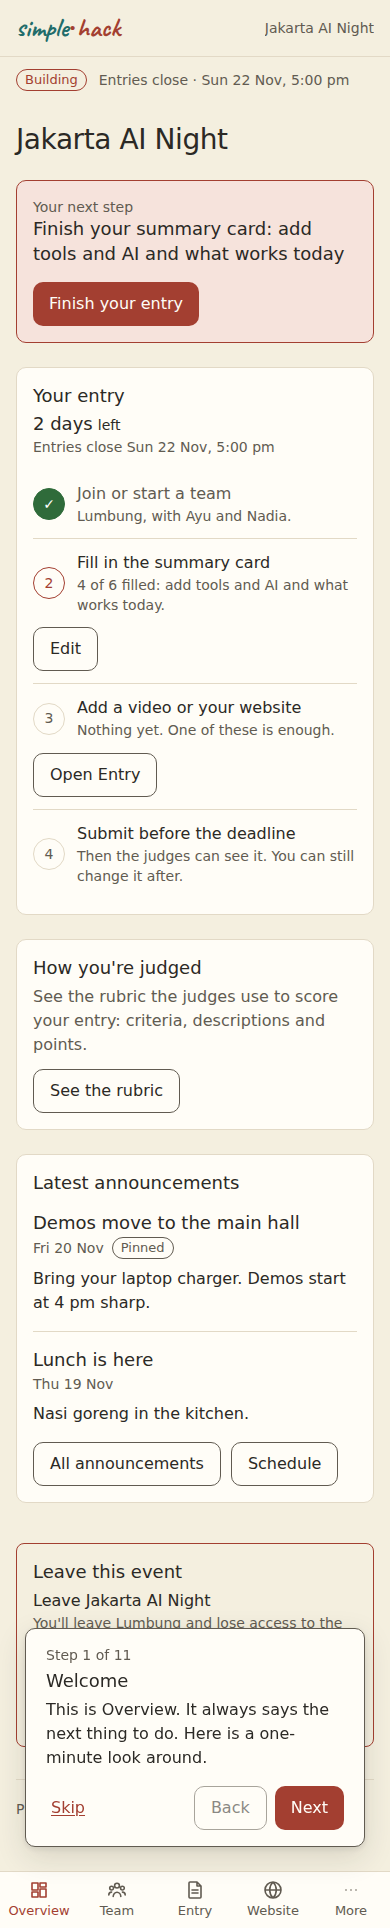 simple·hack
Jakarta AI Night
Building
Entries close · Sun 22 Nov, 5:00 pm
Jakarta AI Night
Your next step
Finish your summary card: add
tools and AI and what works today
Finish your entry
Your entry
2 days left
Entries close Sun 22 Nov, 5:00 pm
✓
Join or start a team
Lumbung, with Ayu and Nadia.
2
Fill in the summary card
4 of 6 filled: add tools and AI and what
works today.
Edit
3
Add a video or your website
Nothing yet. One of these is enough.
Open Entry
4
Submit before the deadline
Then the judges can see it. You can still
change it after.
How you're judged
See the rubric the judges use to score
your entry: criteria, descriptions and
points.
See the rubric
Latest announcements
Demos move to the main hall
Fri 20 Nov Pinned
Bring your laptop charger. Demos start
at 4 pm sharp.
Lunch is here
Thu 19 Nov
Nasi goreng in the kitchen.
All announcements
Schedule
Leave this event
Leave Jakarta AI Night
You'll leave Lumbung and lose access to the
Step 1 of 11
Welcome
This is Overview. It always says the
next thing to do. Here is a one-
minute look around.
Skip
Back
Next
Overview
Team
Entry
Website
More